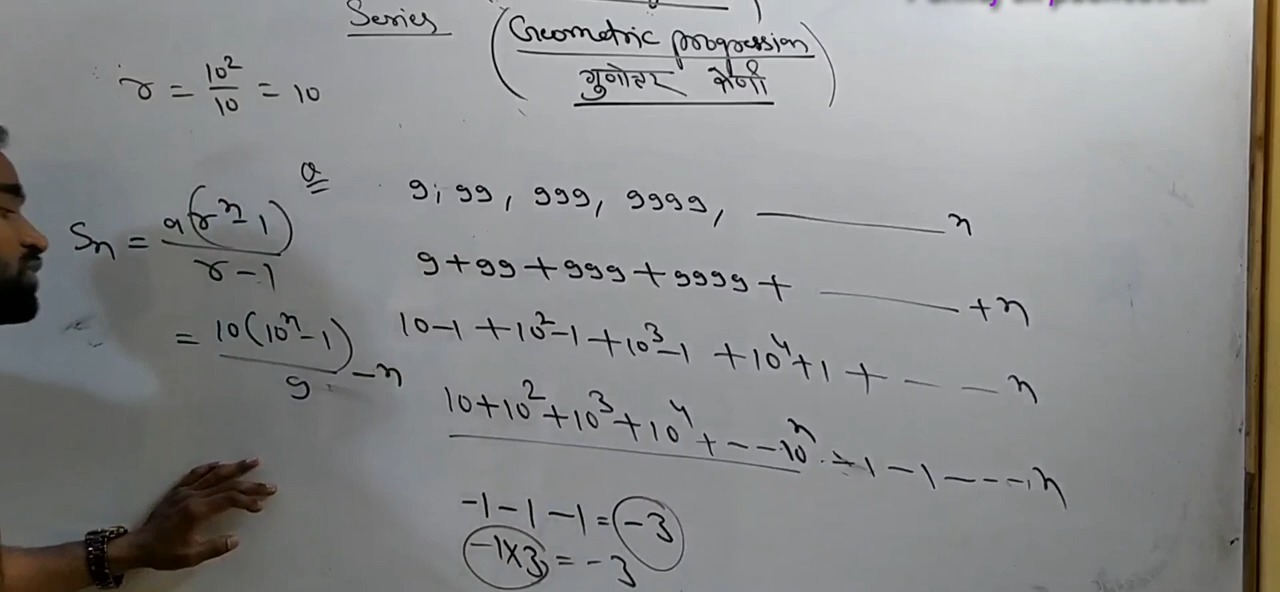 Series
(Geometric progression)
गुनोत्तर श्रेणी
r = 10²/10 = 10
Q
9, 99, 999, 9999, ——— n
Sn = a(rⁿ-1)/r-1
9+99+999+9999+ ——— +n
= 10(10ⁿ-1)/9 -n
10-1 +10²-1 +10³-1 +10⁴+1 + - - - n
10+10²+10³+10⁴+ - - 10ⁿ -1 -1 - - - - n
-1-1-1 = -3
-1x3 = -3